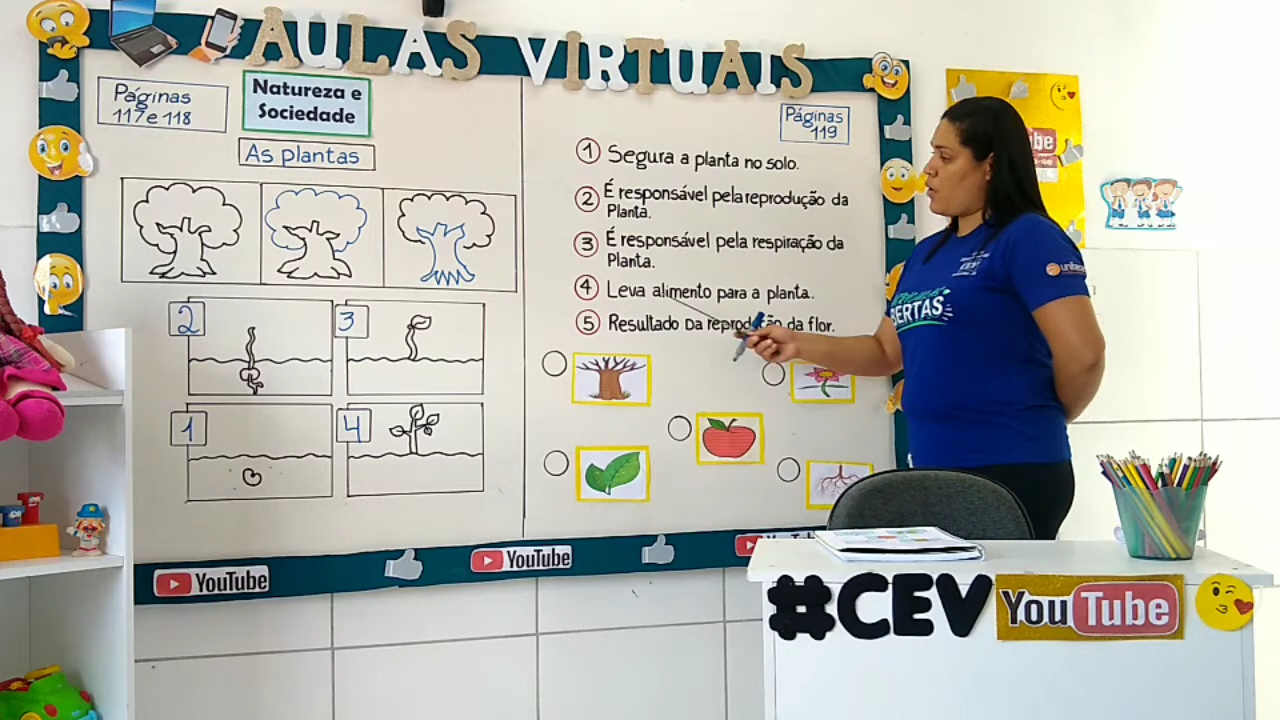 AULAS VIRTUAIS
Páginas
117 e 118
Natureza e
Sociedade
As plantas
2
3
1
4
Páginas
119
1 Segura a planta no solo.
2 É responsável pela reprodução da
Planta.
3 É responsável pela respiração da
Planta.
4 Leva alimento para a planta.
5 Resultado Da reprodução da flor.
YouTube
YouTube
BERTAS
#CEV
YouTube